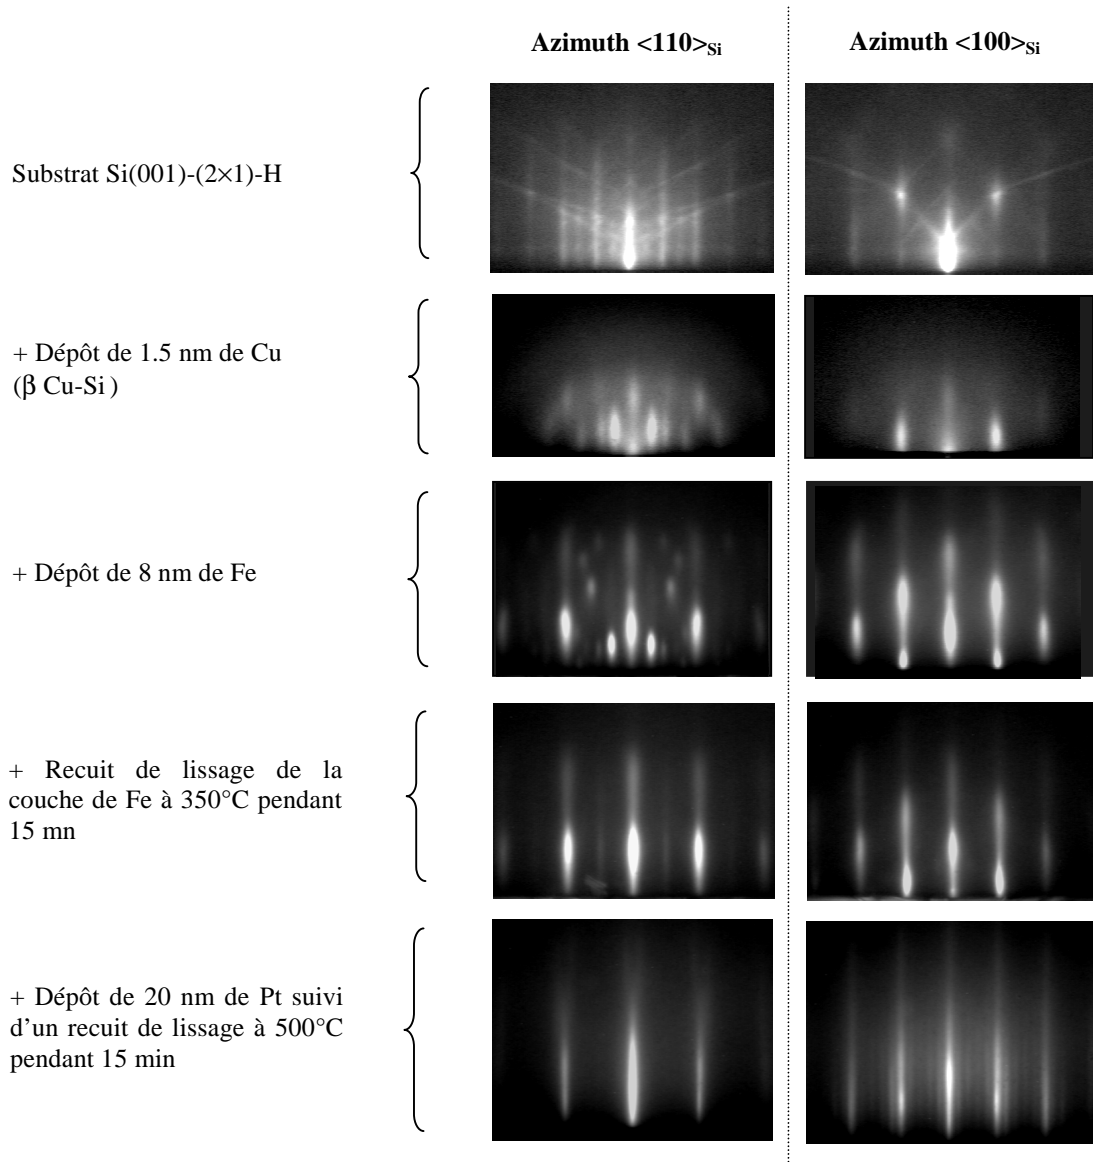 Azimuth <110>Si
Azimuth <100>Si
Substrat Si(001)-(2×1)-H
+ Dépôt de 1.5 nm de Cu
(β Cu-Si )
+ Dépôt de 8 nm de Fe
+ Recuit de lissage de la
couche de Fe à 350°C pendant
15 mn
+ Dépôt de 20 nm de Pt suivi
d'un recuit de lissage à 500°C
pendant 15 min